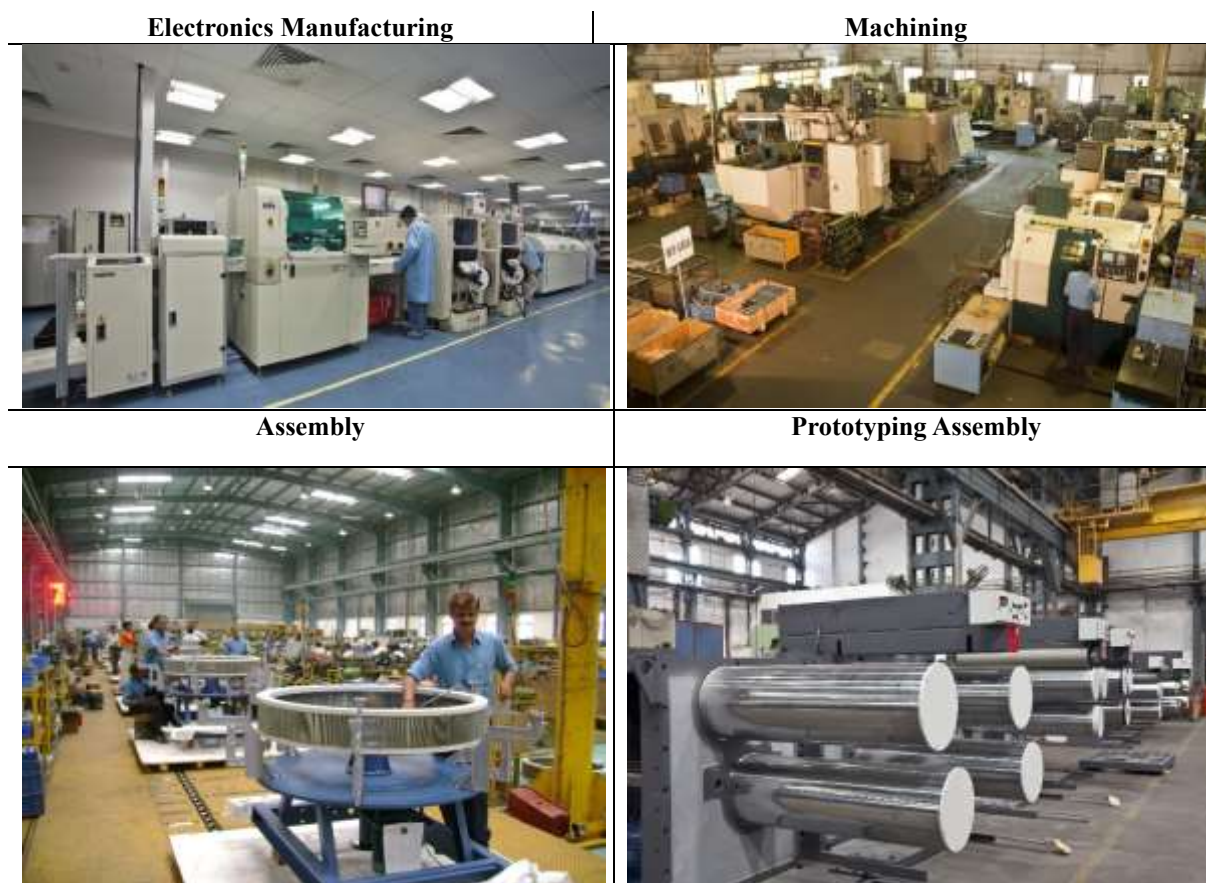 Electronics Manufacturing
Machining
Assembly
Prototyping Assembly